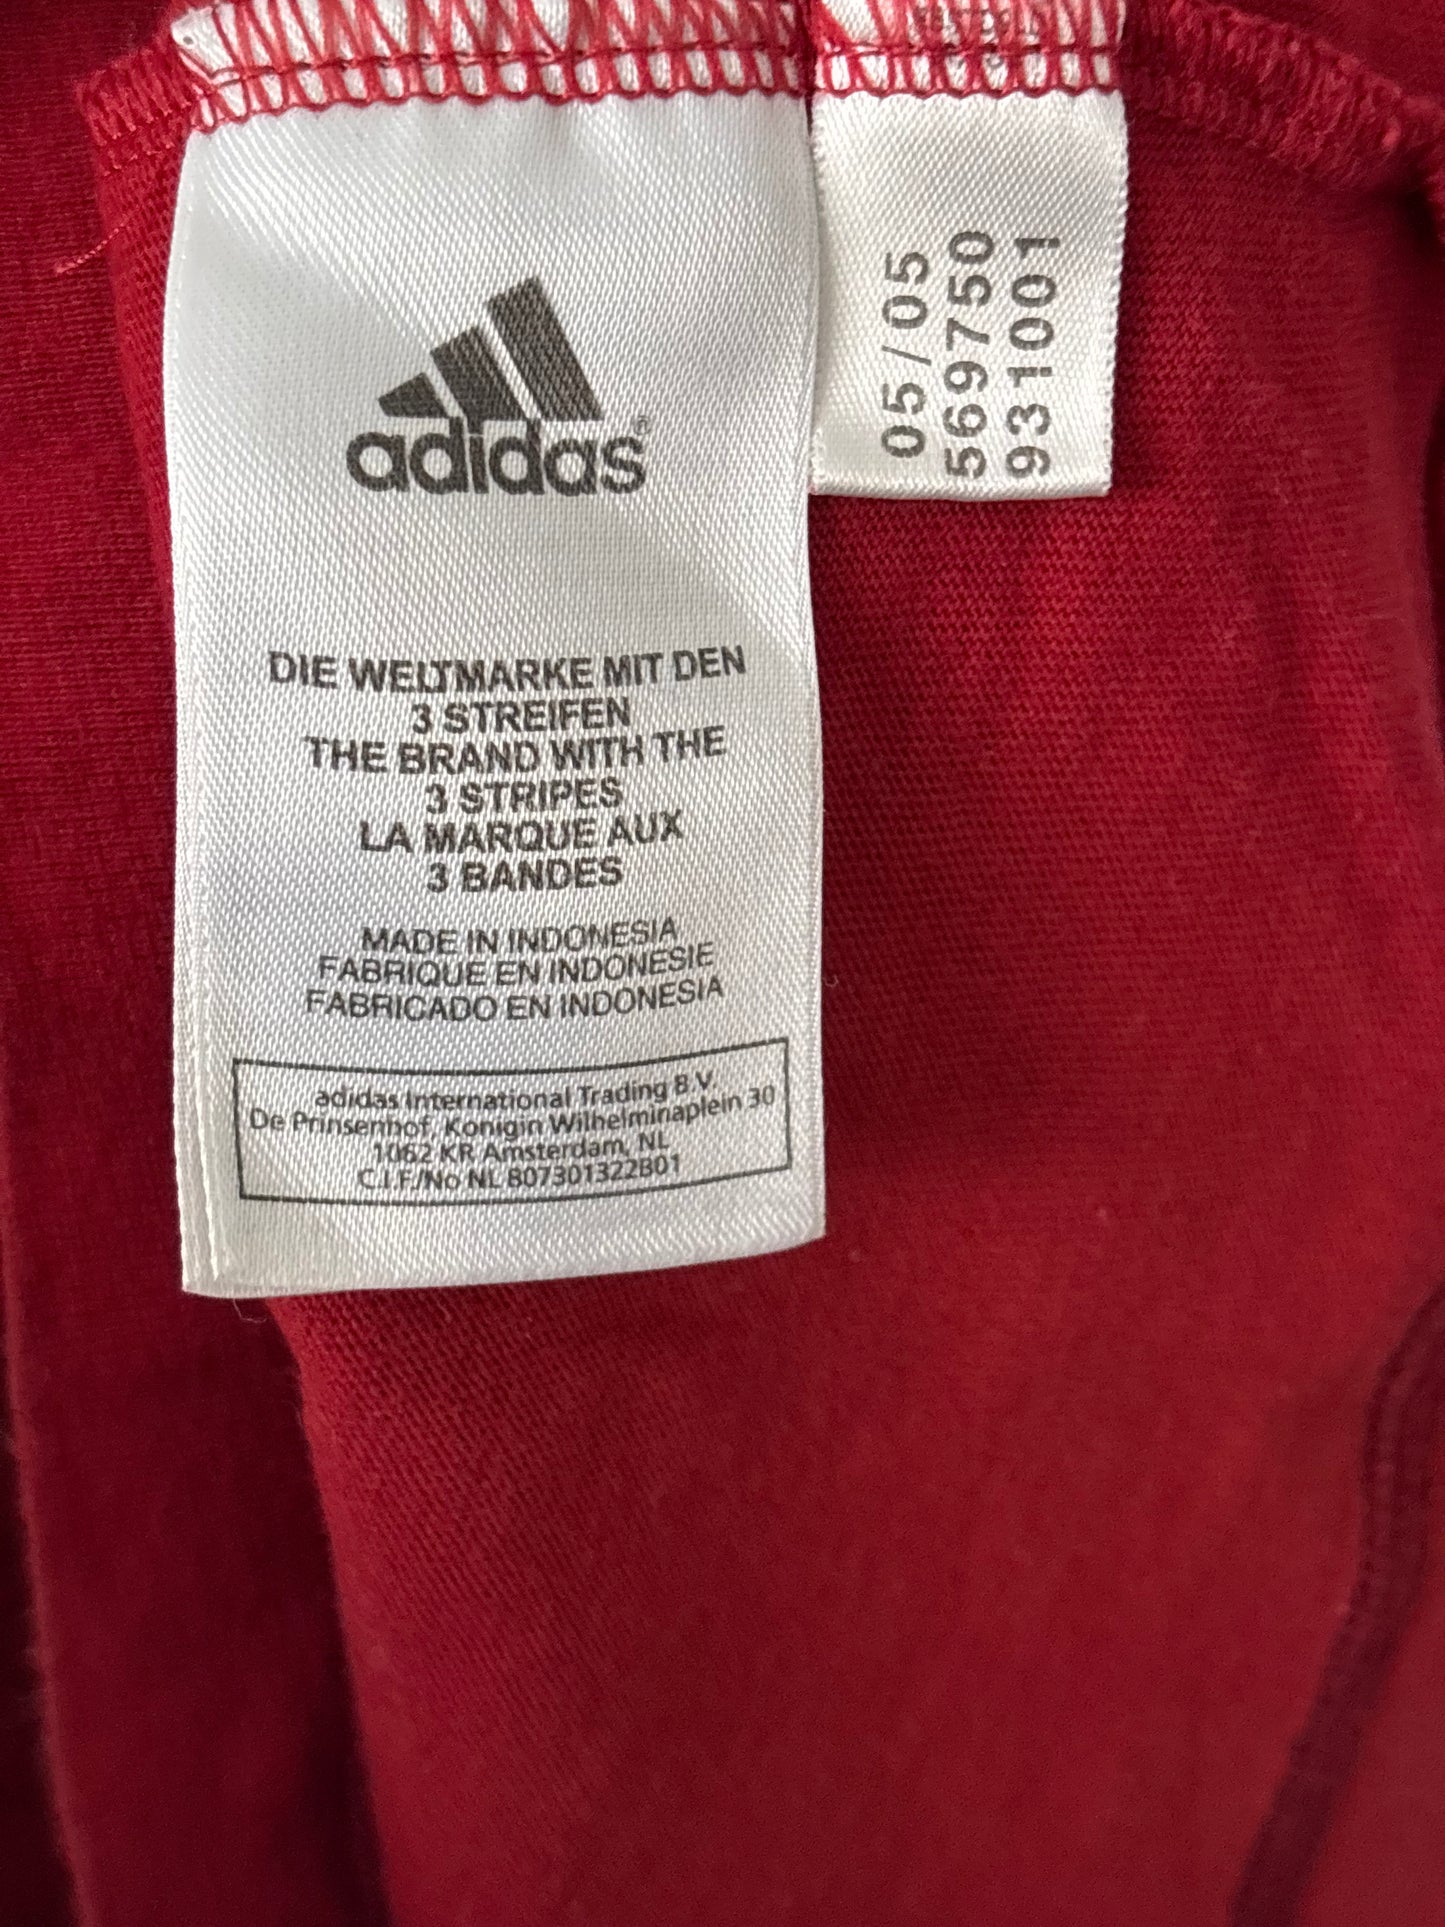 adidas®
DIE WELTMARKE MIT DEN
3 STREIFEN
THE BRAND WITH THE
3 STRIPES
LA MARQUE AUX
3 BANDES
MADE IN INDONESIA
FABRIQUE EN INDONESIE
FABRICADO EN INDONESIA
adidas International Trading B.V.
De Prinsenhof, Konigin Wilhelminaplein 30
1062 KR Amsterdam, NL
C.I.F./No NL 807301322B01
05/05
569750
931001